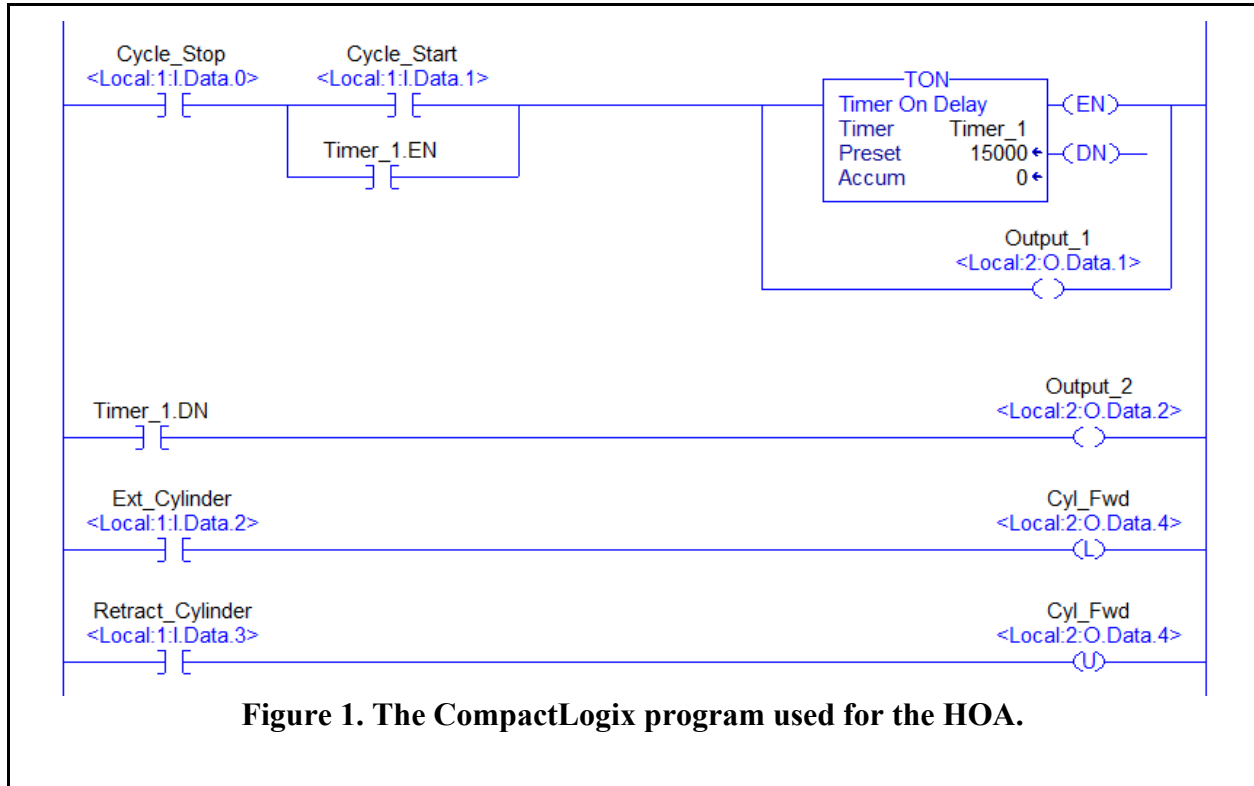 Cycle_Stop
<Local:1:I.Data.0>
Cycle_Start
<Local:1:I.Data.1>
Timer_1.EN
TON
Timer On Delay
Timer Timer_1
Preset 15000
Accum 0
EN
DN
Output_1
<Local:2:O.Data.1>
Timer_1.DN
Output_2
<Local:2:O.Data.2>
Ext_Cylinder
<Local:1:I.Data.2>
Cyl_Fwd
<Local:2:O.Data.4>
L
Retract_Cylinder
<Local:1:I.Data.3>
Cyl_Fwd
<Local:2:O.Data.4>
U
Figure 1. The CompactLogix program used for the HOA.